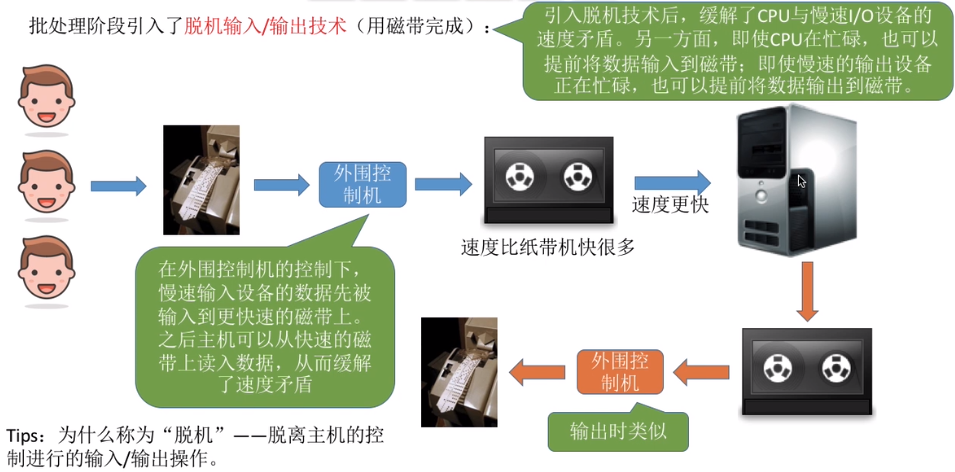 批处理阶段引入了脱机输入/输出技术（用磁带完成）：
引入脱机技术后，缓解了CPU与慢速I/O设备的
速度矛盾。另一方面，即使CPU在忙碌，也可以
提前将数据输入到磁带；即使慢速的输出设备
正在忙碌，也可以提前将数据输出到磁带。
外围控
制机
速度更快
速度比纸带机快很多
在外围控制机的控制下，
慢速输入设备的数据先被
输入到更快速的磁带上。
之后主机可以从快速的磁
带上读入数据，从而缓解
了速度矛盾
外围控
制机
输出时类似
Tips：为什么称为“脱机”——脱离主机的控
制进行的输入/输出操作。